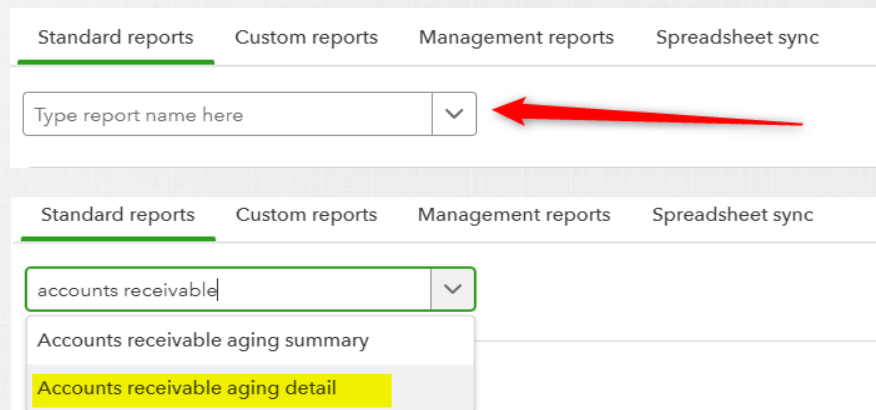 Standard reports Custom reports Management reports Spreadsheet sync
Type report name here
Standard reports Custom reports Management reports Spreadsheet sync
accounts receivable
Accounts receivable aging summary
Accounts receivable aging detail